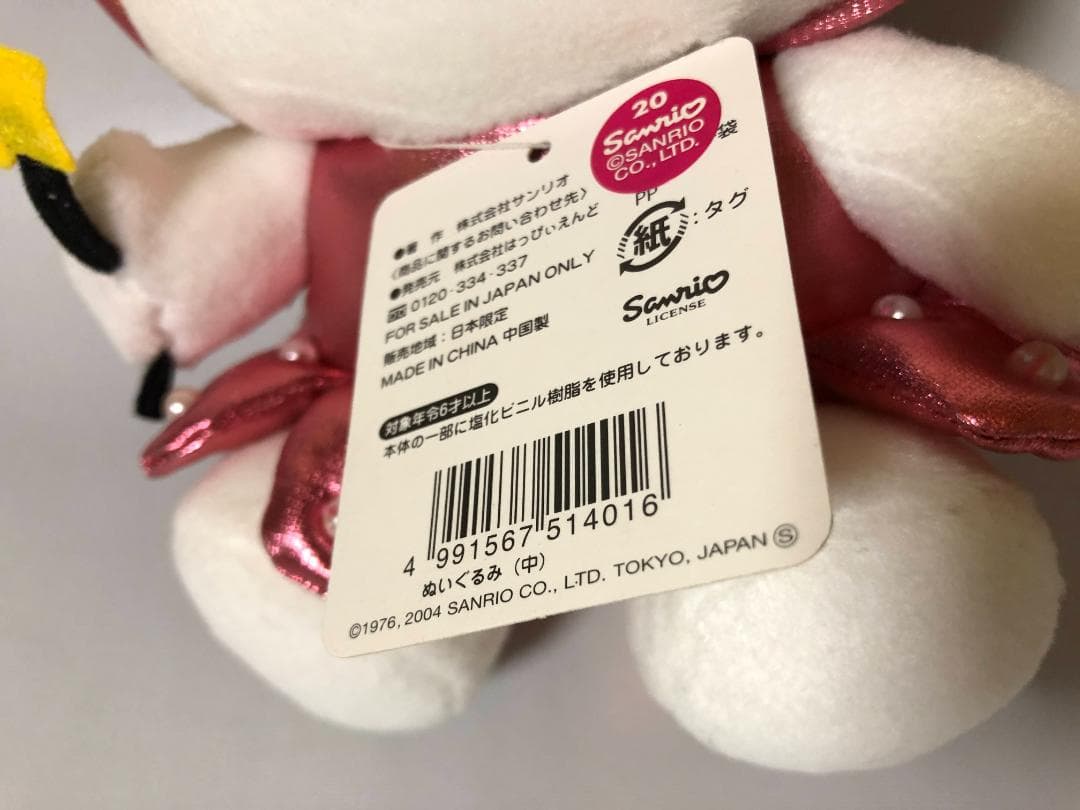 20
Sanrio
©SANRIO
CO., LTD.
袋
PP
紙:タグ
Sanrio
LICENSE
●著 作 株式会社サンリオ
〈商品に関するお問い合わせ先〉
●発売元 株式会社はっぴぃえんど
0120-334-337
FOR SALE IN JAPAN ONLY
販売地域:日本限定
MADE IN CHINA 中国製
対象年令6才以上
本体の一部に塩化ビニル樹脂を使用しております。
4 991567 514016
ぬいぐるみ(中)
©1976, 2004 SANRIO CO., LTD. TOKYO, JAPAN Ⓢ